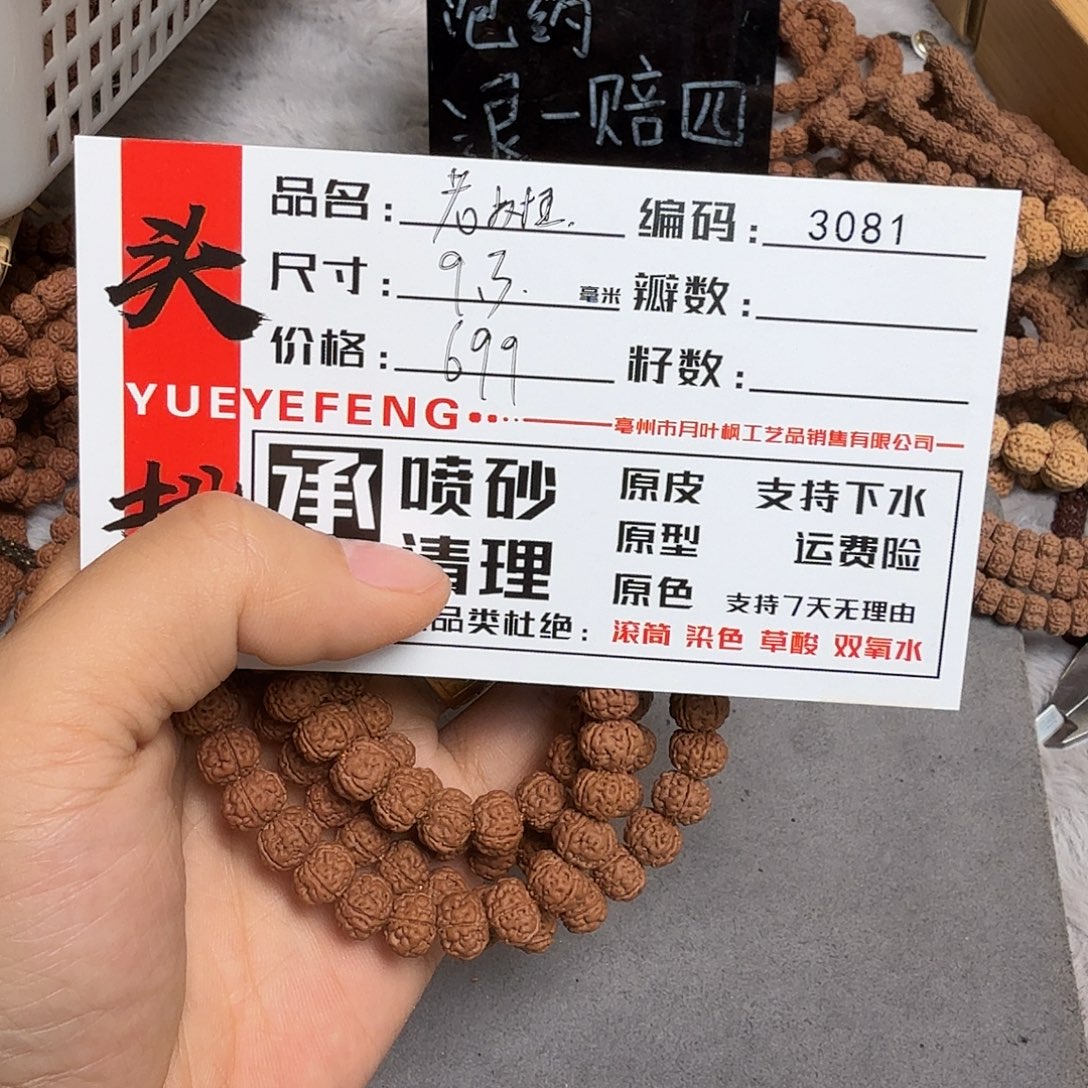 泡纳
滚一赔四
品名： 老树桩. 编码： 3081
尺寸： 9.3. 毫米 瓣数：
价格： 699 籽数：
头
YUEYEFENG
亳州市月叶枫工艺品销售有限公司
承 喷砂 原皮 支持下水
清理 原型 运费险
原色 支持7天无理由
品类杜绝： 滚筒 染色 草酸 双氧水